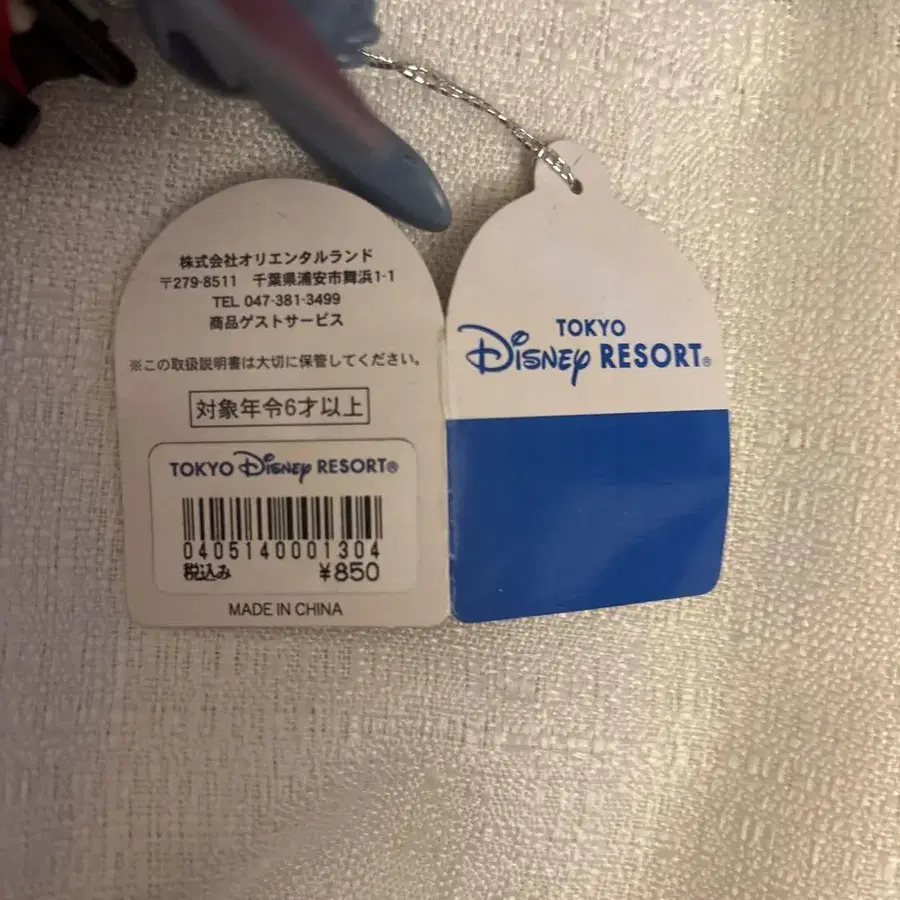 株式会社オリエンタルランド
〒279-8511 千葉県浦安市舞浜1-1
TEL 047-381-3499
商品ゲストサービス
※この取扱説明書は大切に保管してください。
対象年令6才以上
TOKYO Disney RESORT®
0405140001304
税込み ¥850
MADE IN CHINA
TOKYO
Disney RESORT®